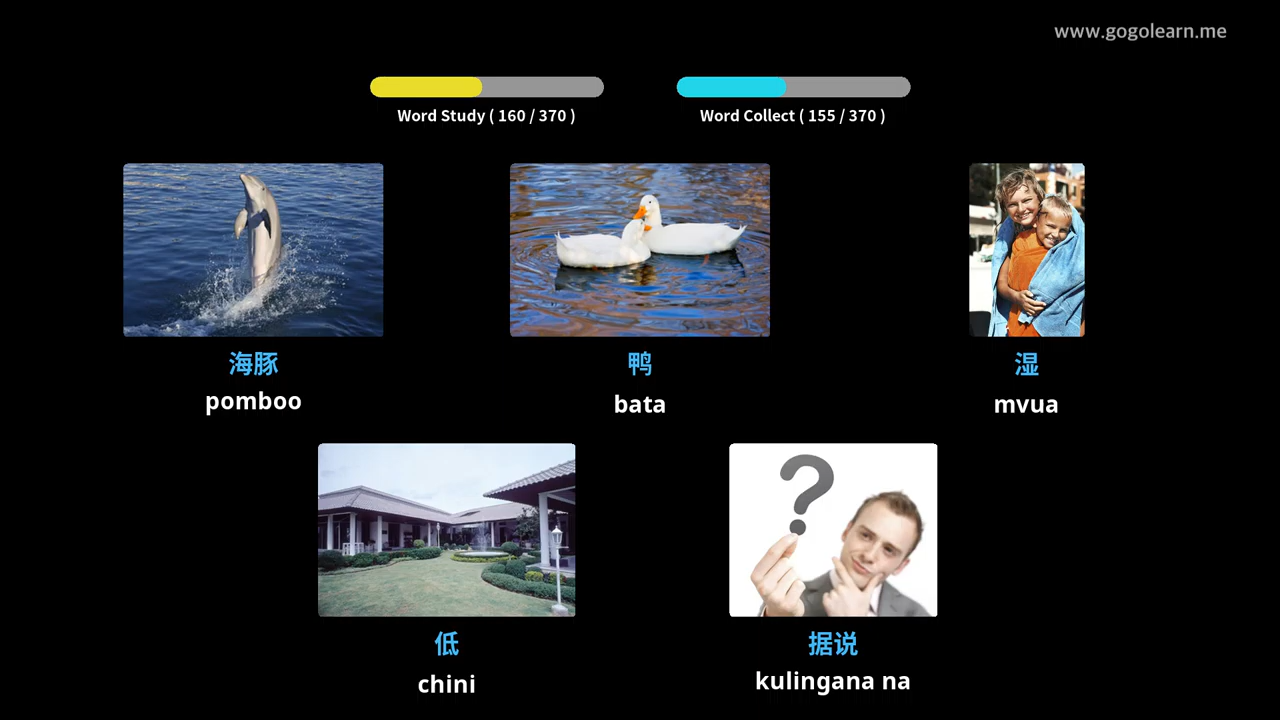 www.gogolearn.me
Word Study ( 160 / 370 )
Word Collect ( 155 / 370 )
海豚
pomboo
鸭
bata
湿
mvua
低
chini
据说
kulingana na